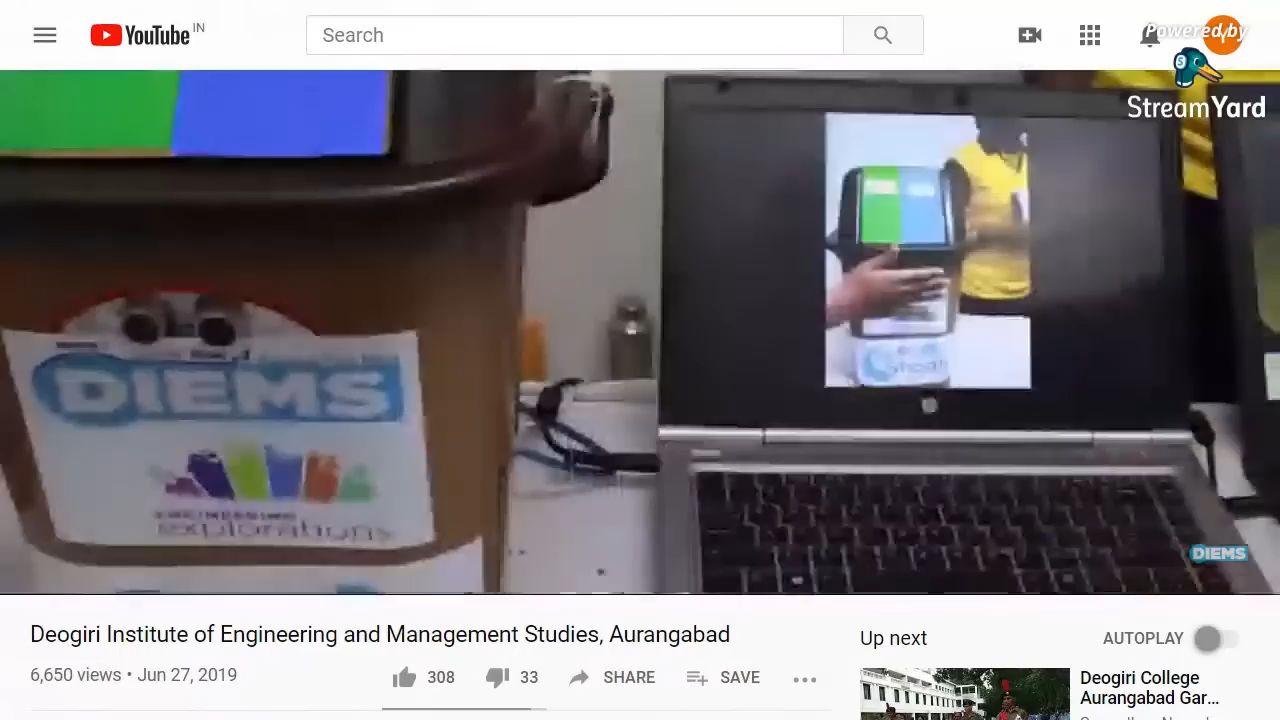 YouTube IN
Search
Powered by
StreamYard
DIEMS
ENGINEERING
explorations
DIEMS
Deogiri Institute of Engineering and Management Studies, Aurangabad
6,650 views • Jun 27, 2019
308
33
SHARE
SAVE
Up next
AUTOPLAY
Deogiri College
Aurangabad Gar...